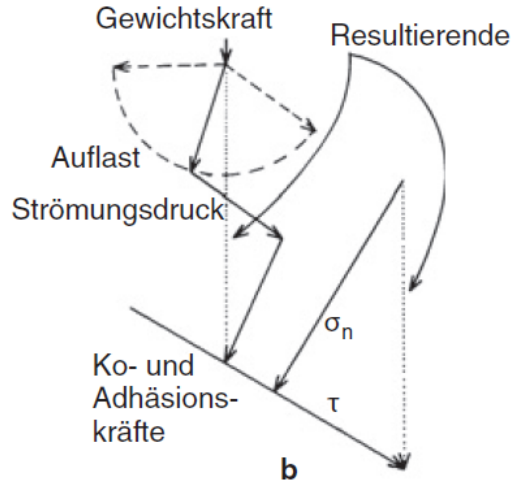 Gewichtskraft
Resultierende
Auflast
Strömungsdruck
σn
Ko- und
Adhäsions-
kräfte
τ
b